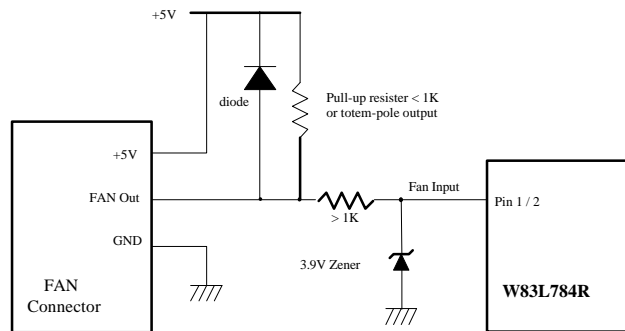 +5V
diode
Pull-up resister < 1K
or totem-pole output
+5V
FAN Out
Fan Input
Pin 1 / 2
> 1K
GND
3.9V Zener
FAN
Connector
W83L784R